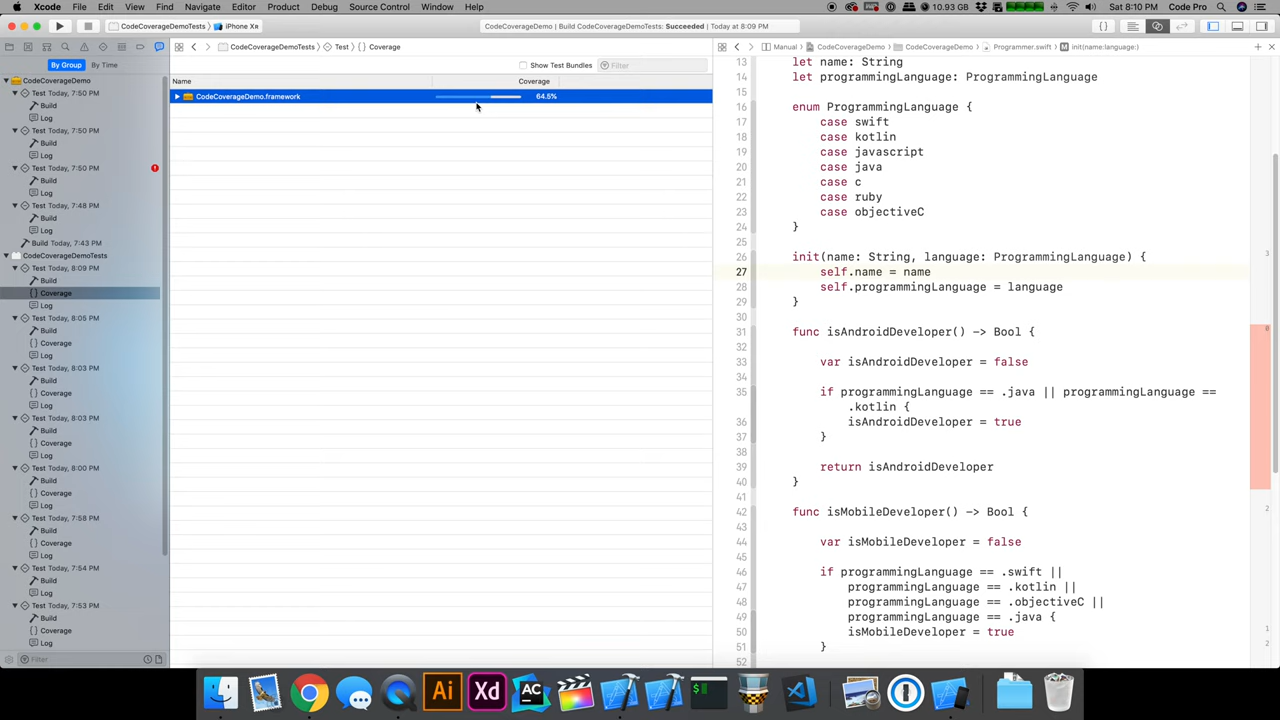 Xcode File Edit View Find Navigate Editor Product Debug Source Control Window Help
10.93 GB Sat 8:10 PM Code Pro
CodeCoverageDemoTests iPhone Xʀ
CodeCoverageDemo | Build CodeCoverageDemoTests: Succeeded | Today at 8:09 PM
CodeCoverageDemoTests Test Coverage
Manual CodeCoverageDemo CodeCoverageDemo Programmer.swift init(name:language:)
By Group By Time
Show Test Bundles Filter
Name Coverage
CodeCoverageDemo.framework 64.5%
CodeCoverageDemo
Test Today, 7:50 PM
Build
Log
Test Today, 7:50 PM
Build
Log
Test Today, 7:50 PM
Build
Log
Test Today, 7:48 PM
Build
Log
Build Today, 7:43 PM
CodeCoverageDemoTests
Test Today, 8:09 PM
Build
Coverage
Log
Test Today, 8:05 PM
Build
Coverage
Log
Test Today, 8:03 PM
Build
Coverage
Log
Test Today, 8:03 PM
Build
Coverage
Log
Test Today, 8:00 PM
Build
Coverage
Log
Test Today, 7:58 PM
Build
Coverage
Log
Test Today, 7:54 PM
Build
Log
Test Today, 7:53 PM
Build
Coverage
Log
Filter
13 let name: String
14 let programmingLanguage: ProgrammingLanguage
15
16 enum ProgrammingLanguage {
17 case swift
18 case kotlin
19 case javascript
20 case java
21 case c
22 case ruby
23 case objectiveC
24 }
25
26 init(name: String, language: ProgrammingLanguage) { 3
27 self.name = name
28 self.programmingLanguage = language
29 }
30
31 func isAndroidDeveloper() -> Bool { 0
32
33 var isAndroidDeveloper = false
34
35 if programmingLanguage == .java || programmingLanguage ==
.kotlin {
36 isAndroidDeveloper = true
37 }
38
39 return isAndroidDeveloper
40 }
41
42 func isMobileDeveloper() -> Bool { 2
43
44 var isMobileDeveloper = false
45
46 if programmingLanguage == .swift ||
47 programmingLanguage == .kotlin ||
48 programmingLanguage == .objectiveC ||
49 programmingLanguage == .java { 1
50 isMobileDeveloper = true
51 } 2
52
Ai Xd AC